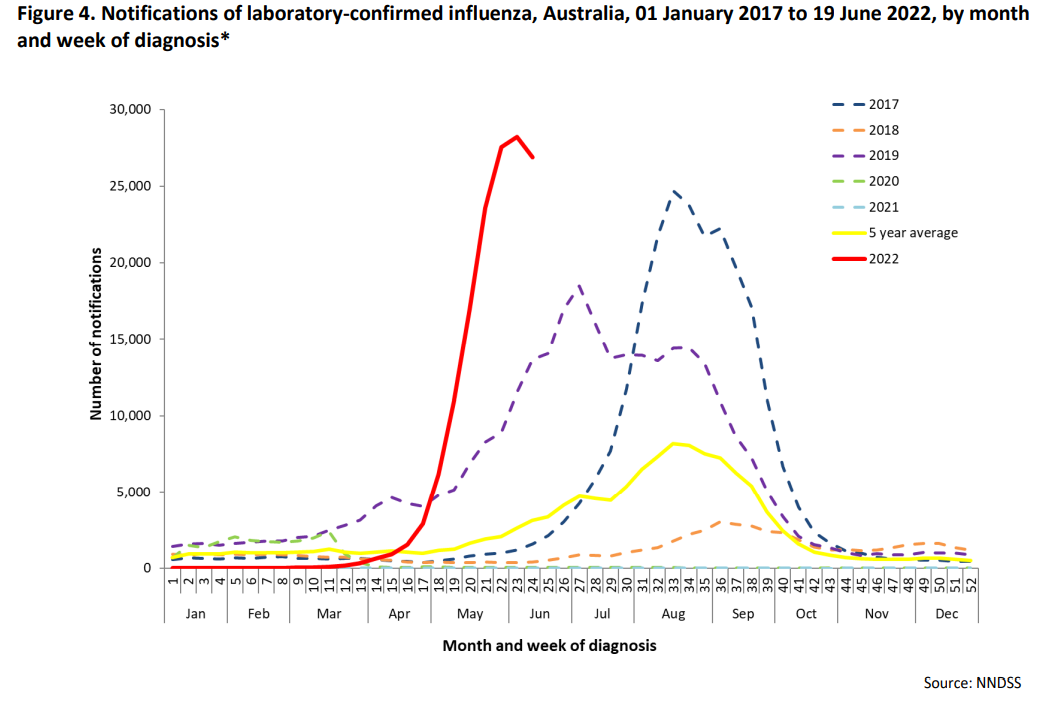 Figure 4. Notifications of laboratory-confirmed influenza, Australia, 01 January 2017 to 19 June 2022, by month
and week of diagnosis*
30,000
25,000
20,000
15,000
10,000
5,000
0
Number of notifications
2017
2018
2019
2020
2021
5 year average
2022
1 2 3 4 5 6 7 8 9 10 11 12 13 14 15 16 17 18 19 20 21 22 23 24 25 26 27 28 29 30 31 32 33 34 35 36 37 38 39 40 41 42 43 44 45 46 47 48 49 50 51 52
Jan Feb Mar Apr May Jun Jul Aug Sep Oct Nov Dec
Month and week of diagnosis
Source: NNDSS